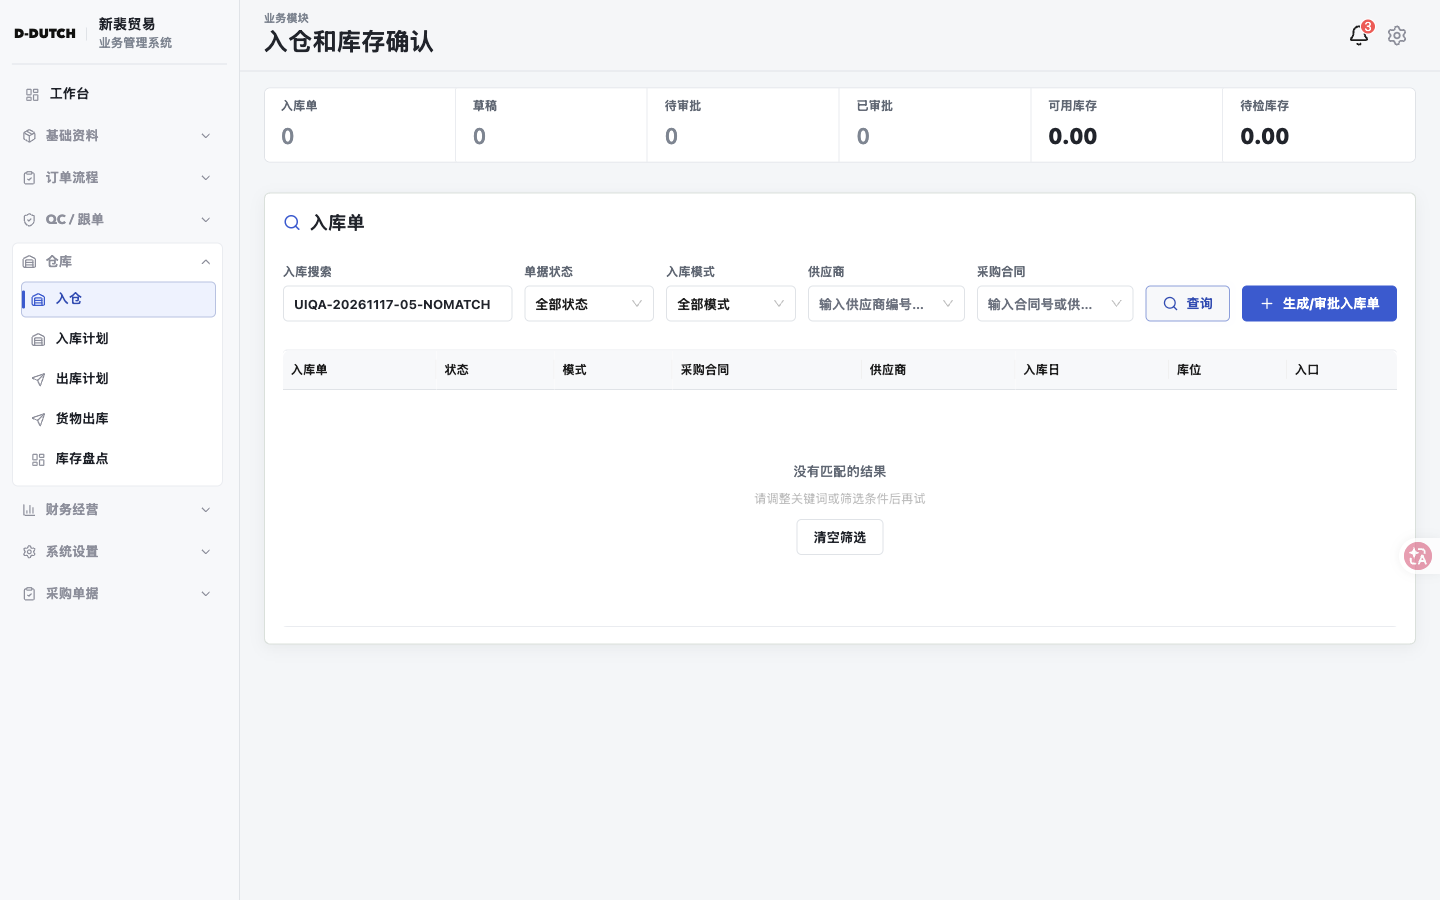 D-DUTCH
新裴贸易
业务管理系统
工作台
基础资料
订单流程
QC / 跟单
仓库
入仓
入库计划
出库计划
货物出库
库存盘点
财务经营
系统设置
采购单据
业务模块
入仓和库存确认
3
入库单
0
草稿
0
待审批
0
已审批
0
可用库存
0.00
待检库存
0.00
入库单
入库搜索
UIQA-20261117-05-NOMATCH
单据状态
全部状态
入库模式
全部模式
供应商
输入供应商编号...
采购合同
输入合同号或供...
查询
生成/审批入库单
入库单 状态 模式 采购合同 供应商 入库日 库位 入口
没有匹配的结果
请调整关键词或筛选条件后再试
清空筛选
A